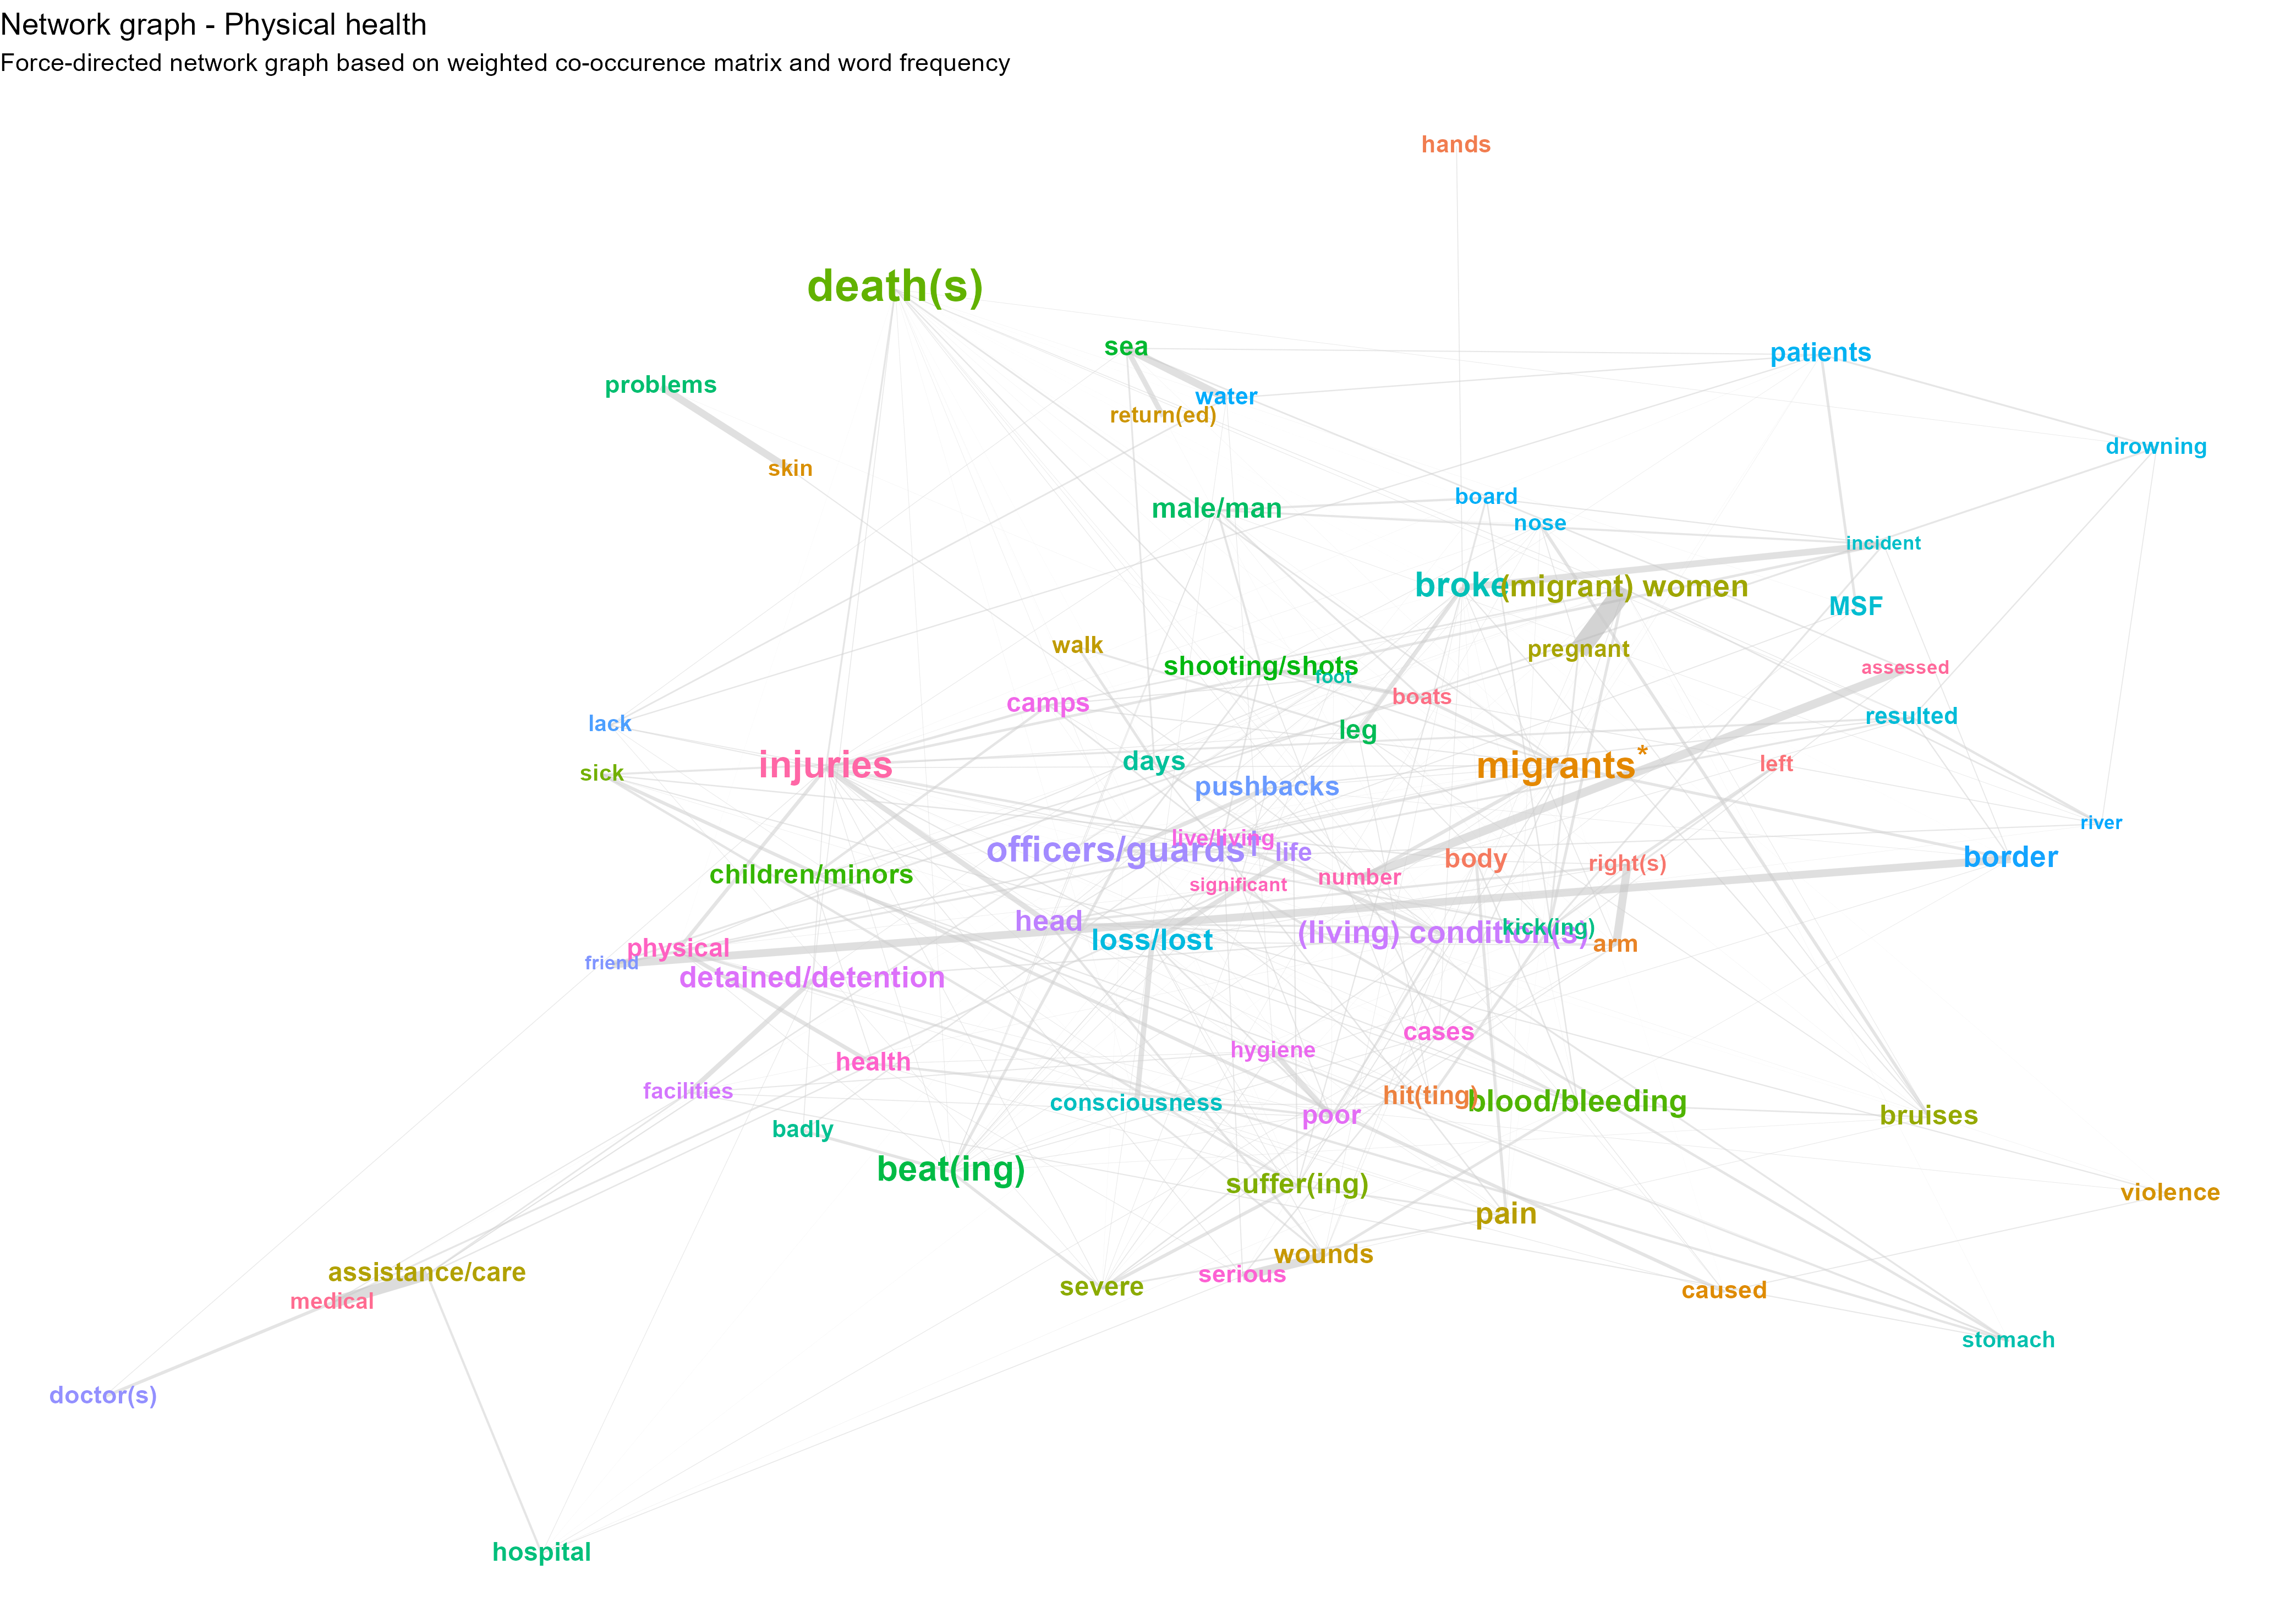 Network graph - Physical health
Force-directed network graph based on weighted co-occurence matrix and word frequency
hands
death(s)
sea
patients
problems
water
return(ed)
drowning
skin
board
male/man
nose
incident
broke
(migrant) women
MSF
walk
pregnant
shooting/shots
foot
assessed
boats
camps
resulted
lack
leg
days
injuries
migrants*
left
sick
pushbacks
river
live/living
officers/guards†
life
body
border
right(s)
children/minors
number
significant
head
kick(ing)
(living) condition(s)
loss/lost
arm
physical
friend
detained/detention
cases
hygiene
health
facilities
hit(ting)
blood/bleeding
consciousness
poor
bruises
badly
beat(ing)
suffer(ing)
violence
pain
wounds
assistance/care
serious
severe
caused
medical
stomach
doctor(s)
hospital